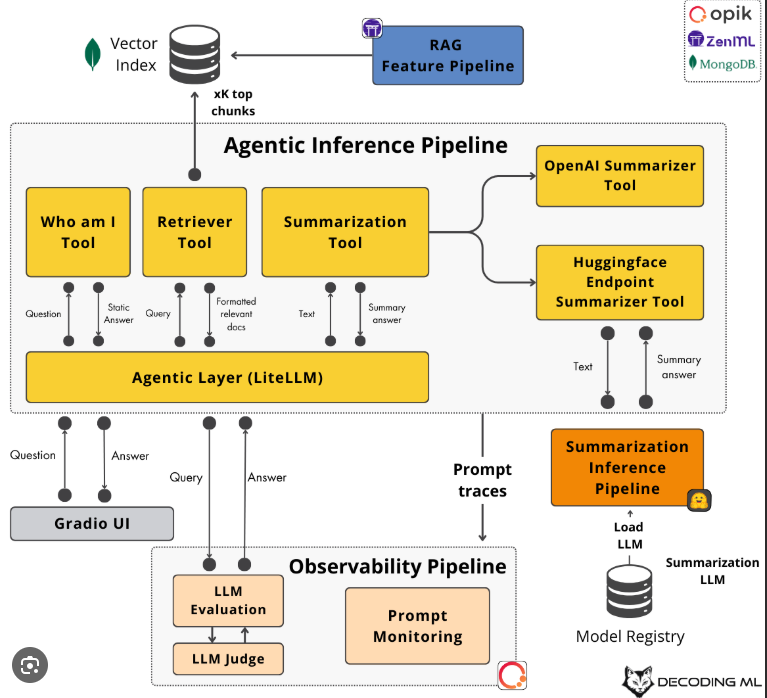 opik
ZenML
MongoDB.
Vector
Index
RAG
Feature Pipeline
xK top
chunks
Agentic Inference Pipeline
Who am I
Tool
Retriever
Tool
Summarization
Tool
OpenAI Summarizer
Tool
Huggingface
Endpoint
Summarizer Tool
Question
Static
Answer
Query
Formatted
relevant
docs
Text
Summary
answer
Agentic Layer (LiteLLM)
Text
Summary
answer
Question
Answer
Query
Answer
Prompt
traces
Summarization
Inference
Pipeline
Gradio UI
Load
LLM
Summarization
LLM
Observability Pipeline
LLM
Evaluation
LLM Judge
Prompt
Monitoring
Model Registry
DECODING ML